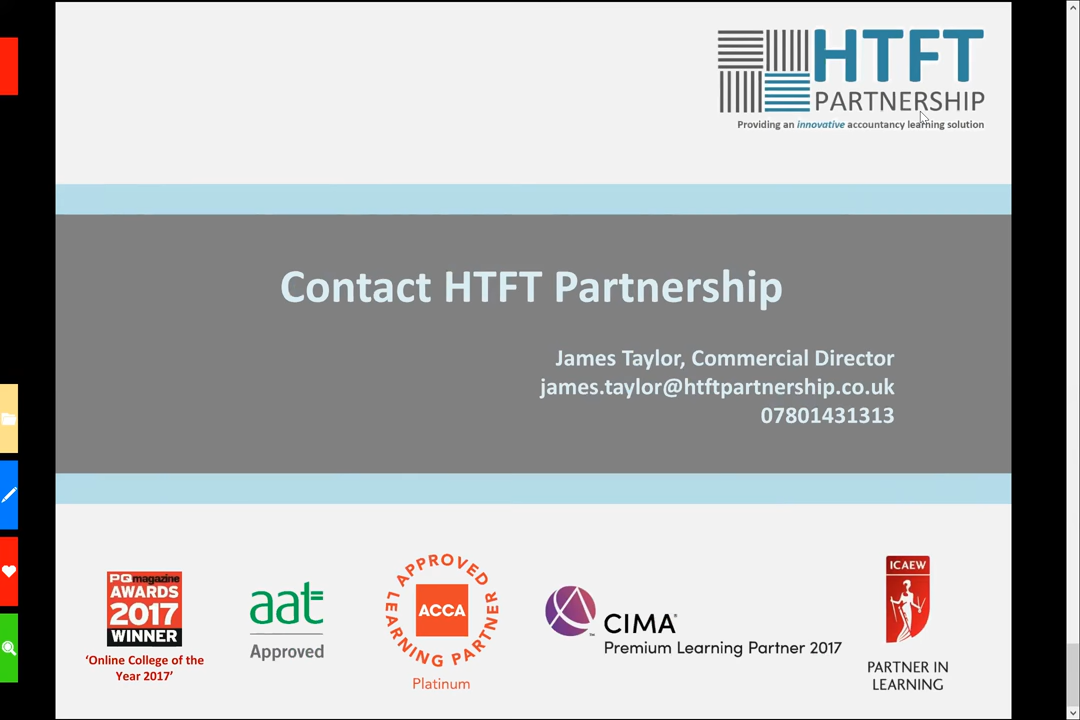 HTFT
PARTNERSHIP
Providing an innovative accountancy learning solution
Contact HTFT Partnership
James Taylor, Commercial Director
james.taylor@htftpartnership.co.uk
07801431313
PQ magazine
AWARDS
2017
WINNER
‘Online College of the
Year 2017’
aat
Approved
APPROVED
LEARNING PARTNER
ACCA
Platinum
CIMA®
Premium Learning Partner 2017
ICAEW
PARTNER IN
LEARNING